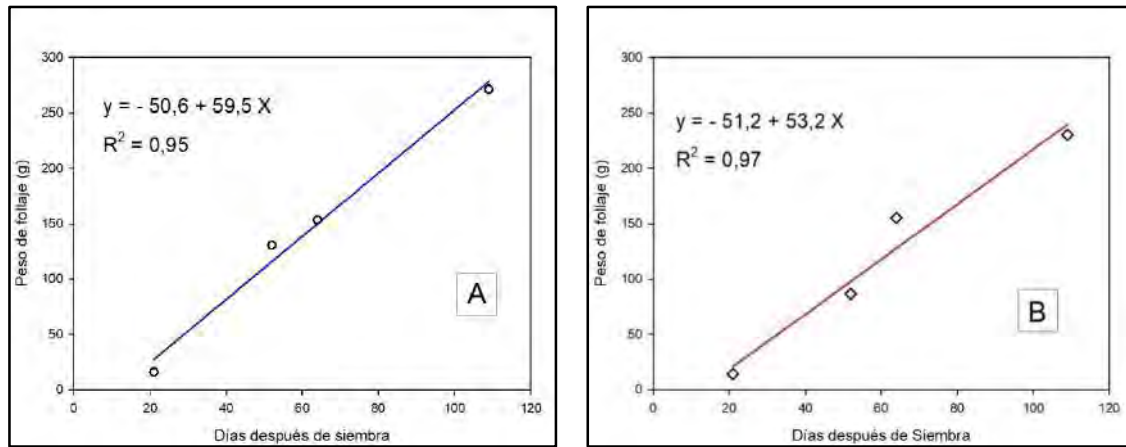 300
250
200
150
100
50
0
Peso de follaje (g)
y = - 50,6 + 59,5 X
R² = 0,95
A
0 20 40 60 80 100 120
Días después de siembra
300
250
200
150
100
50
0
Peso de follaje (g)
y = - 51,2 + 53,2 X
R² = 0,97
B
0 20 40 60 80 100 120
Días después de Siembra